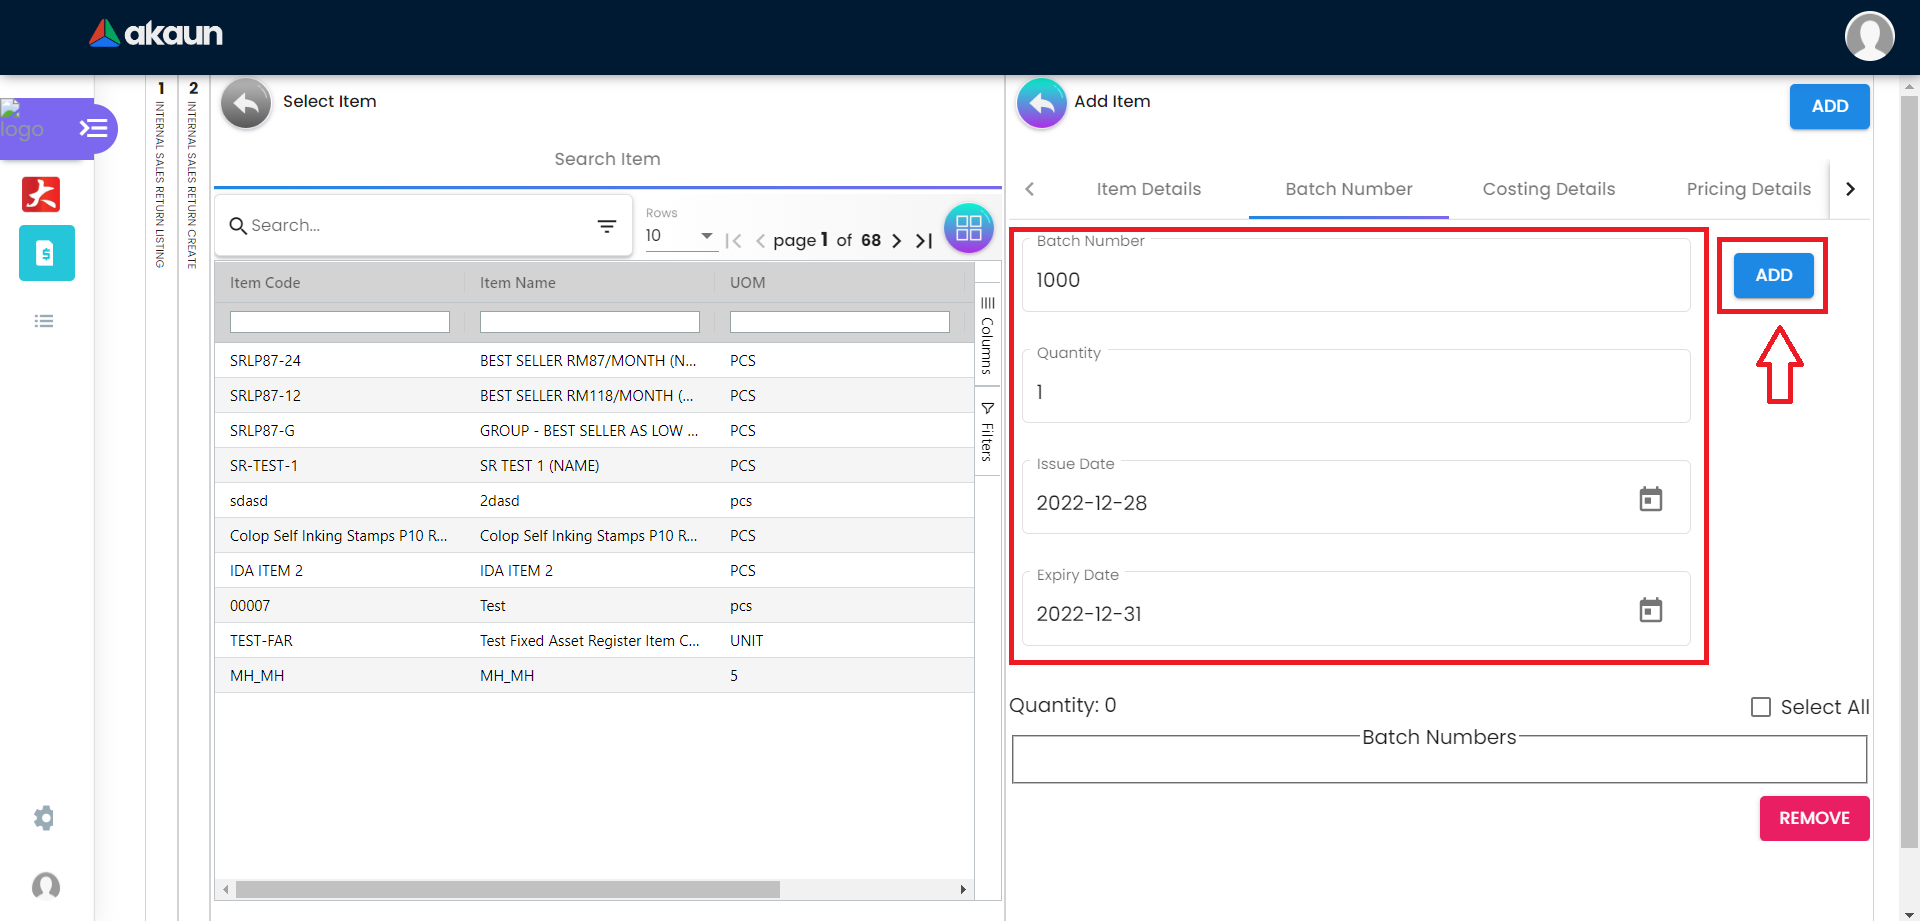 akaun
logo
1 INTERNAL SALES RETURN LISTING
2 INTERNAL SALES RETURN CREATE
Select Item
Search Item
Search...
Rows
10
page 1 of 68
Item Code Item Name UOM
SRLP87-24 BEST SELLER RM87/MONTH (N... PCS
SRLP87-12 BEST SELLER RM118/MONTH (... PCS
SRLP87-G GROUP - BEST SELLER AS LOW ... PCS
SR-TEST-1 SR TEST 1 (NAME) PCS
sdasd 2dasd pcs
Colop Self Inking Stamps P10 R... Colop Self Inking Stamps P10 R... PCS
IDA ITEM 2 IDA ITEM 2 PCS
00007 Test pcs
TEST-FAR Test Fixed Asset Register Item C... UNIT
MH_MH MH_MH 5
Columns
Filters
Add Item
ADD
Item Details Batch Number Costing Details Pricing Details
Batch Number
1000
ADD
Quantity
1
Issue Date
2022-12-28
Expiry Date
2022-12-31
Quantity: 0
Select All
Batch Numbers
REMOVE